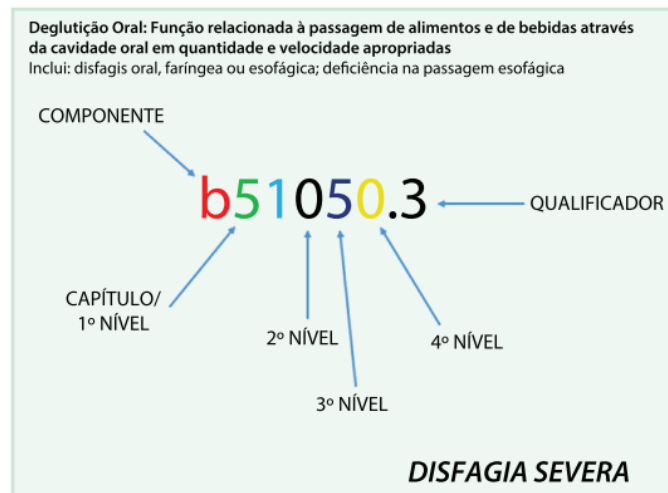 Deglutição Oral: Função relacionada à passagem de alimentos e de bebidas através
da cavidade oral em quantidade e velocidade apropriadas
Inclui: disfagis oral, faríngea ou esofágica; deficiência na passagem esofágica
COMPONENTE
b51050.3
QUALIFICADOR
CAPÍTULO/
1º NÍVEL
2º NÍVEL
4º NÍVEL
3º NÍVEL
DISFAGIA SEVERA